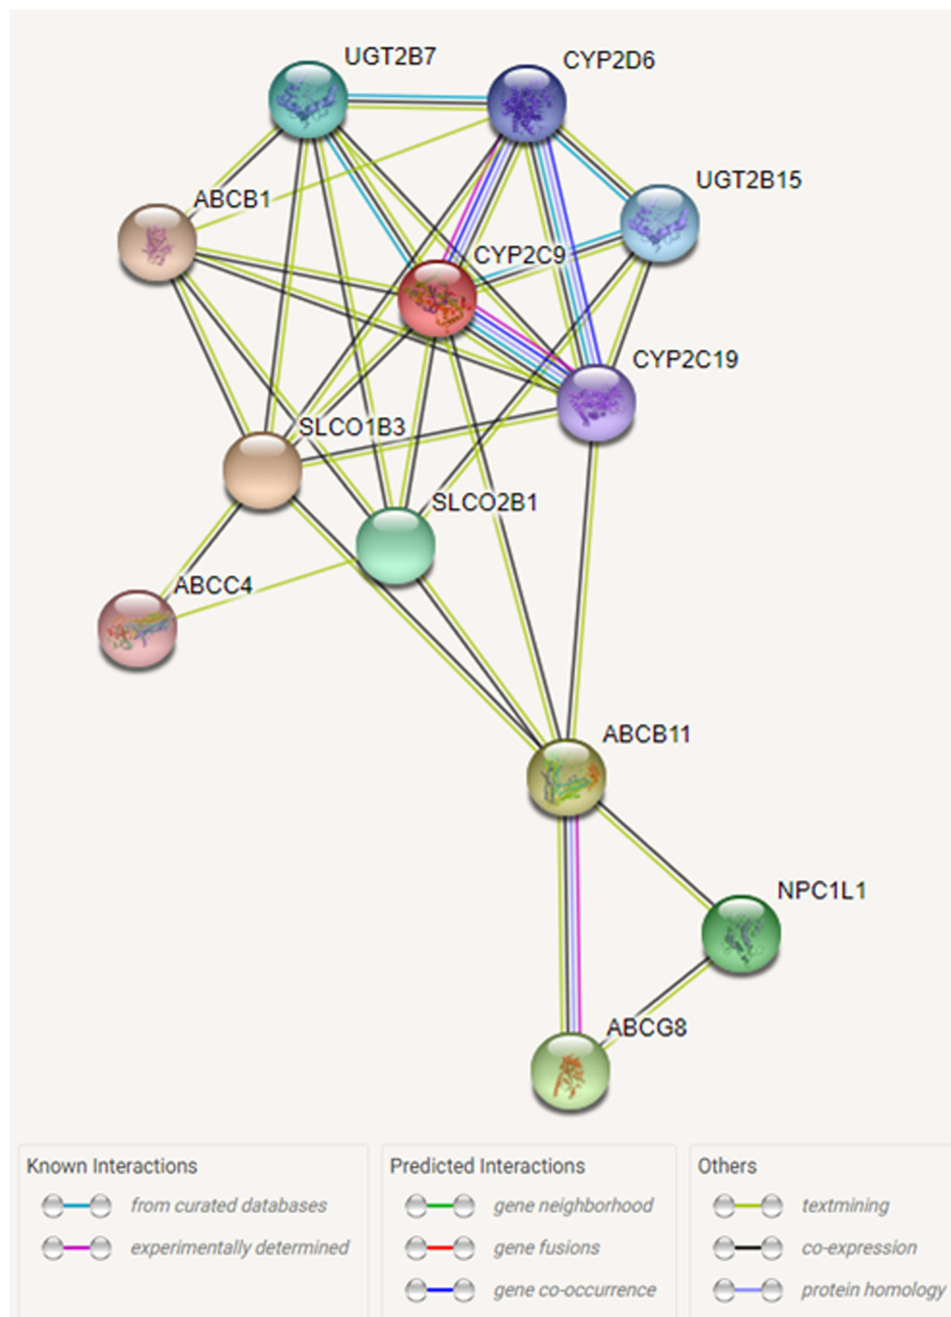 UGT2B7
CYP2D6
UGT2B15
ABCB1
CYP2C9
CYP2C19
SLCO1B3
SLCO2B1
ABCC4
ABCB11
NPC1L1
ABCG8
Known Interactions
from curated databases
experimentally determined
Predicted Interactions
gene neighborhood
gene fusions
gene co-occurrence
Others
textmining
co-expression
protein homology